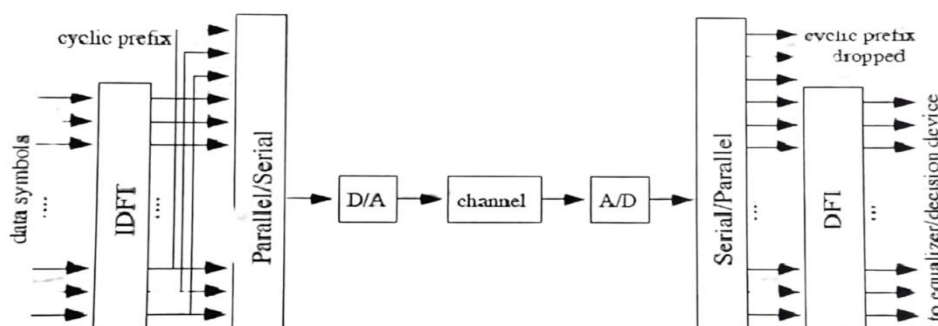 cyclic prefix
data symbols
....
IDFT
....
Parallel/Serial
D/A
channel
A/D
Serial/Parallel
cyclic prefix
dropped
...
DFT
...
to equalizer/decision device